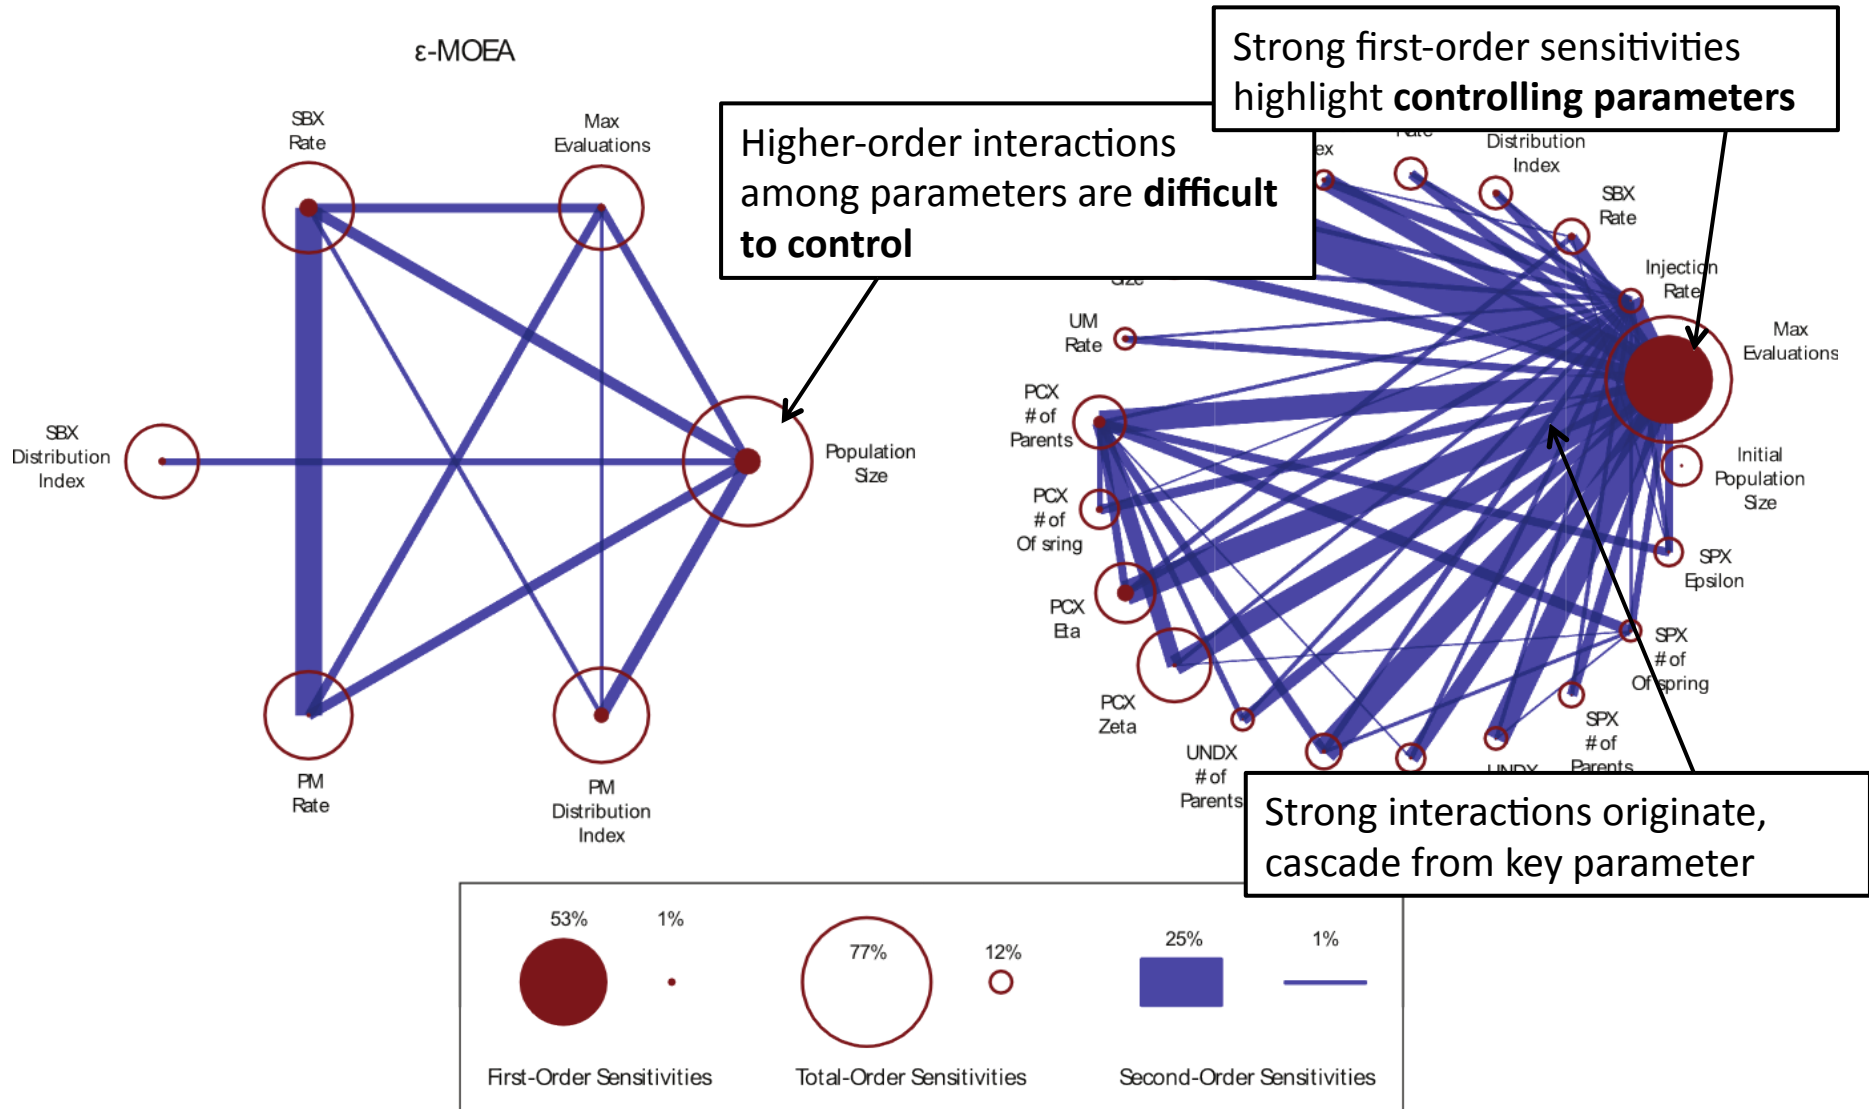 ε-MOEA
Strong first-order sensitivities
highlight controlling parameters
Higher-order interactions
among parameters are difficult
to control
SBX
Rate
Max
Evaluations
SBX
Distribution
Index
Population
Size
PM
Rate
PM
Distribution
Index
ex
Rate
Distribution
Index
SBX
Rate
Injection
Rate
Max
Evaluations
Initial
Population
Size
SPX
Epsilon
SPX
# of
Of spring
SPX
# of
Parents
UNDX
UNDX
# of
Parents
PCX
Zeta
PCX
Eta
PCX
# of
Of sring
PCX
# of
Parents
UM
Rate
Size
Strong interactions originate,
cascade from key parameter
53%
1%
77%
12%
25%
1%
First-Order Sensitivities
Total-Order Sensitivities
Second-Order Sensitivities